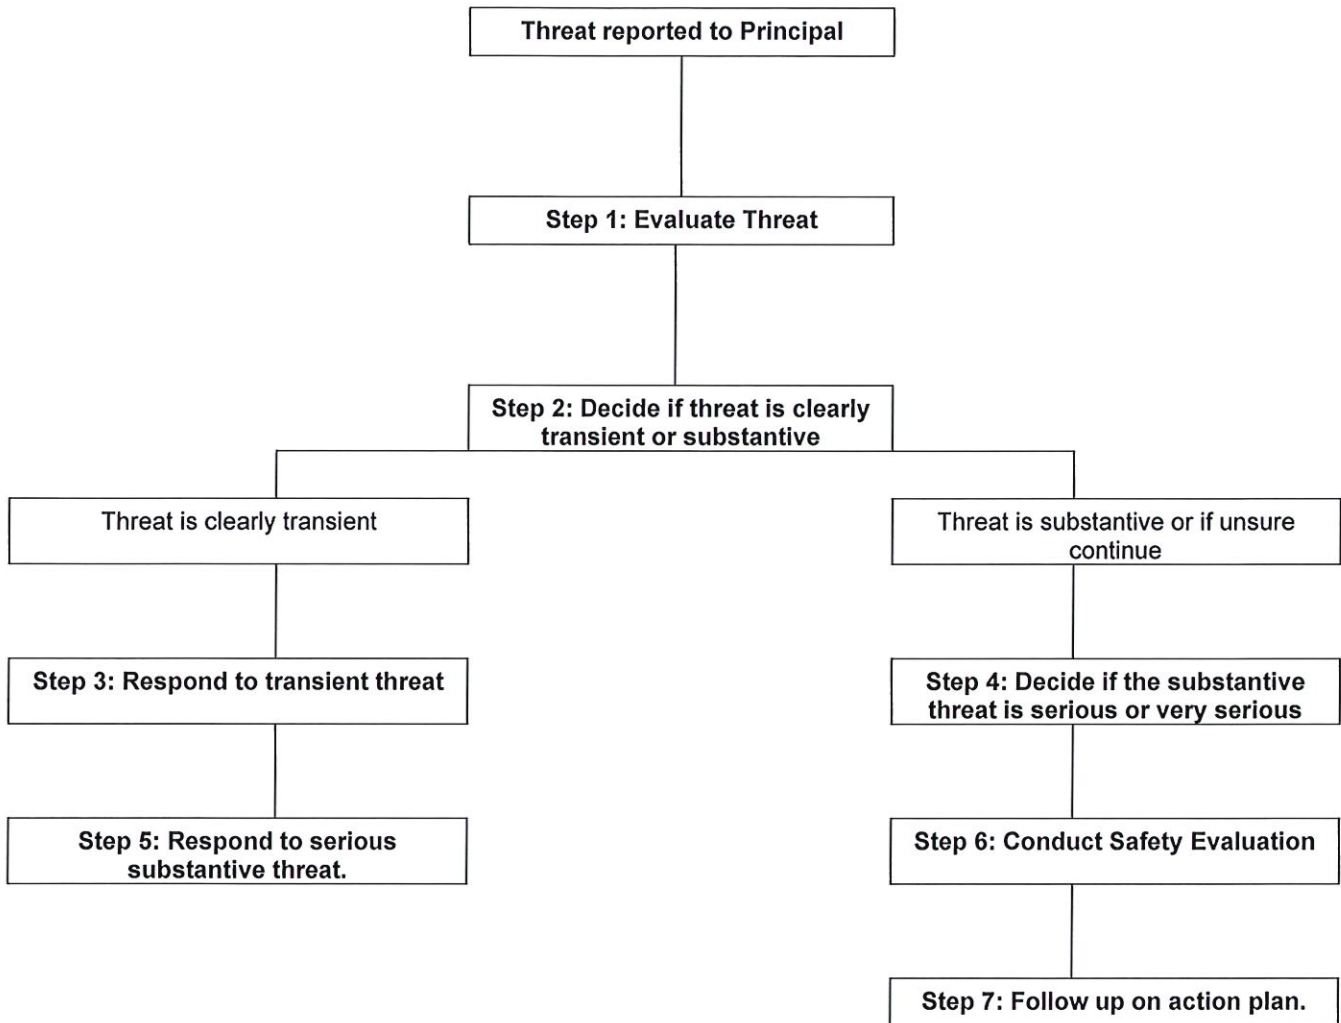 Threat reported to Principal
Step 1: Evaluate Threat
Step 2: Decide if threat is clearly
transient or substantive
Threat is clearly transient
Threat is substantive or if unsure
continue
Step 3: Respond to transient threat
Step 4: Decide if the substantive
threat is serious or very serious
Step 5: Respond to serious
substantive threat.
Step 6: Conduct Safety Evaluation
Step 7: Follow up on action plan.